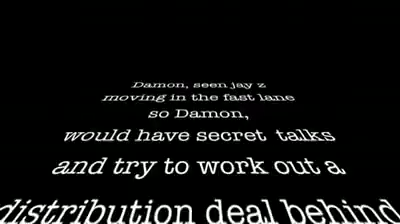 Damon, seen jay z
moving in the fast lane
so Damon,
would have secret talks
and try to work out a
distribution deal behind